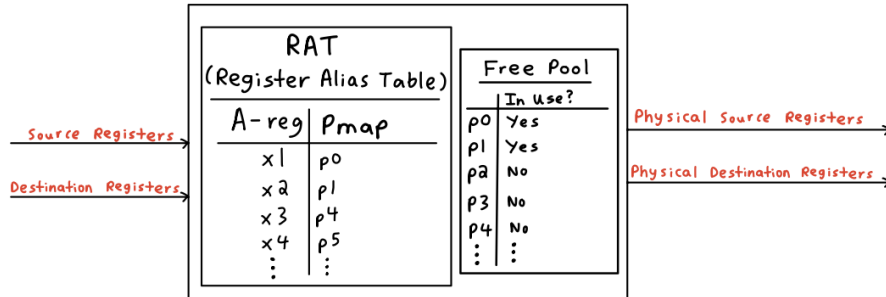 RAT
(Register Alias Table)
A-reg Pmap
x1 p0
x2 p1
x3 p4
x4 p5
⋮ ⋮
Free Pool
In Use?
p0 Yes
p1 Yes
p2 No
p3 No
p4 No
⋮ ⋮
Source Registers
Destination Registers
Physical Source Registers
Physical Destination Registers